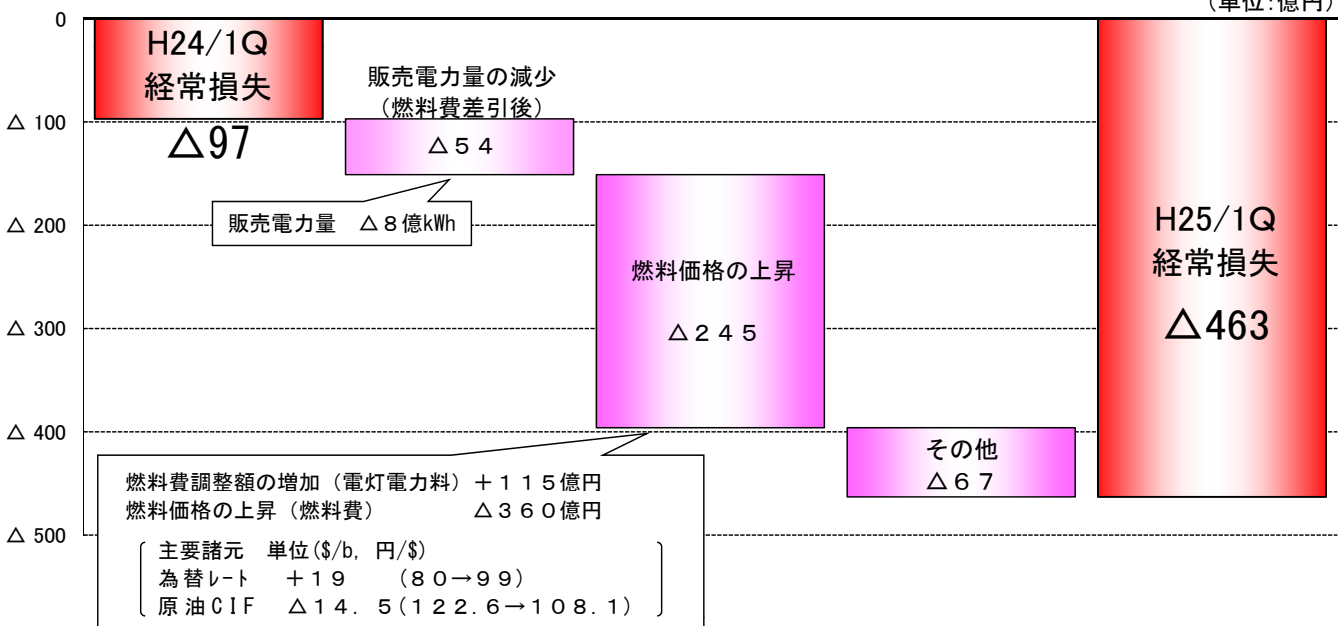 （単位：億円）
0
H24/1Q
経常損失
△97
販売電力量の減少
（燃料費差引後）
△５４
販売電力量　△８億kWh
燃料価格の上昇
△２４５
その他
△６７
H25/1Q
経常損失
△463
△ 100
△ 200
△ 300
△ 400
△ 500
燃料費調整額の増加（電灯電力料）＋１１５億円
燃料価格の上昇（燃料費）　△３６０億円
主要諸元　単位($/b, 円/$)
為替ﾚｰﾄ　＋１９　（８０→９９）
原油ＣＩＦ　△１４．５(１２２.６→１０８.１)